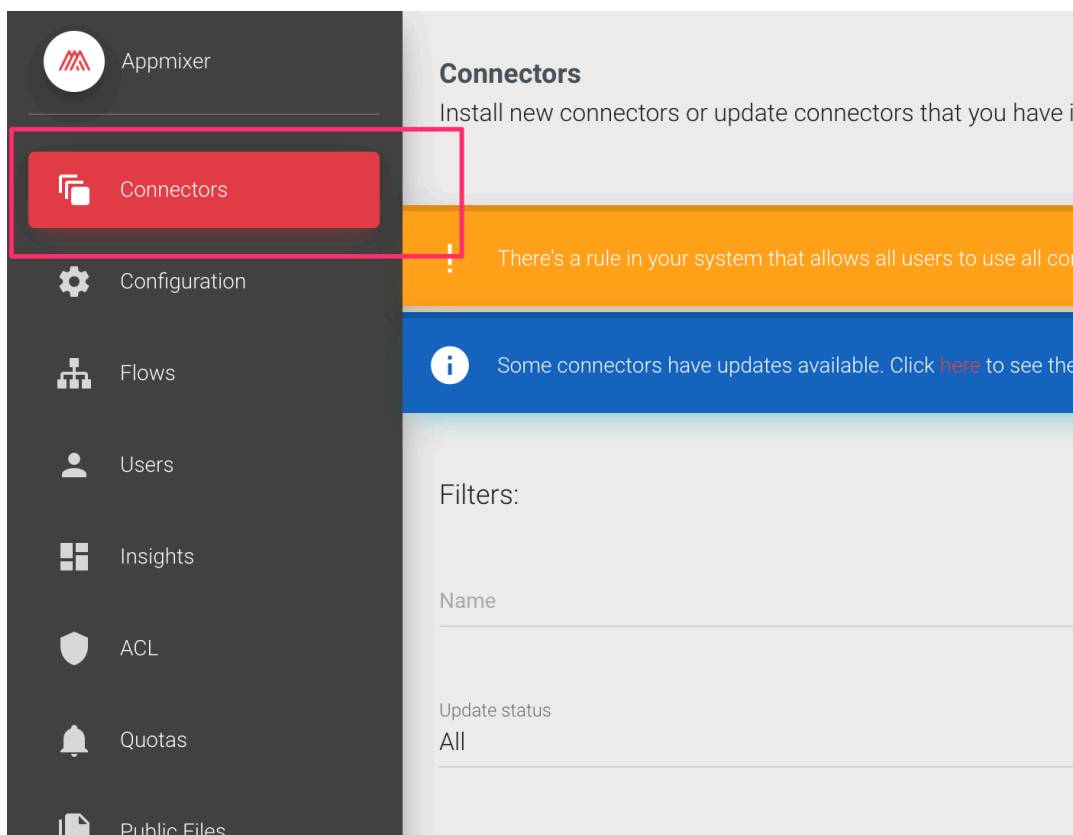 Appmixer
Connectors
Configuration
Flows
Users
Insights
ACL
Quotas
Public Files
Connectors
Install new connectors or update connectors that you have i
There's a rule in your system that allows all users to use all co
Some connectors have updates available. Click here to see the
Filters:
Name
Update status
All